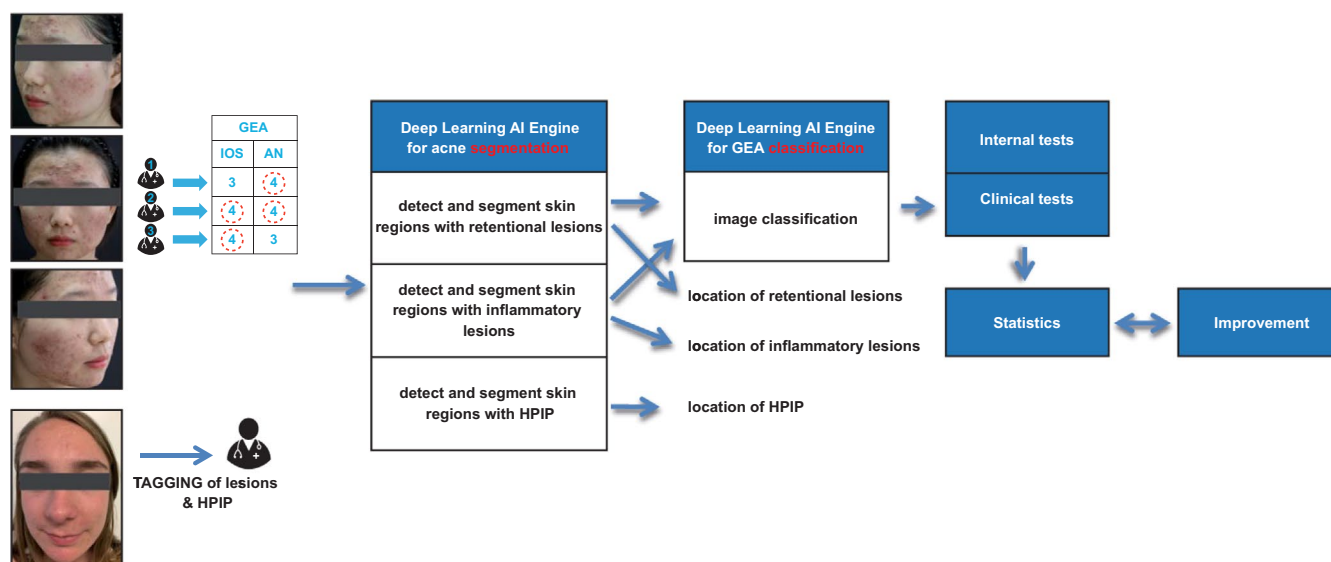 GEA
IOS AN
1
3 4
2
4 4
3
4 3
TAGGING of lesions
& HPIP
Deep Learning AI Engine
for acne segmentation
detect and segment skin
regions with retentional lesions
detect and segment skin
regions with inflammatory
lesions
detect and segment skin
regions with HPIP
Deep Learning AI Engine
for GEA classification
image classification
location of retentional lesions
location of inflammatory lesions
location of HPIP
Internal tests
Clinical tests
Statistics
Improvement